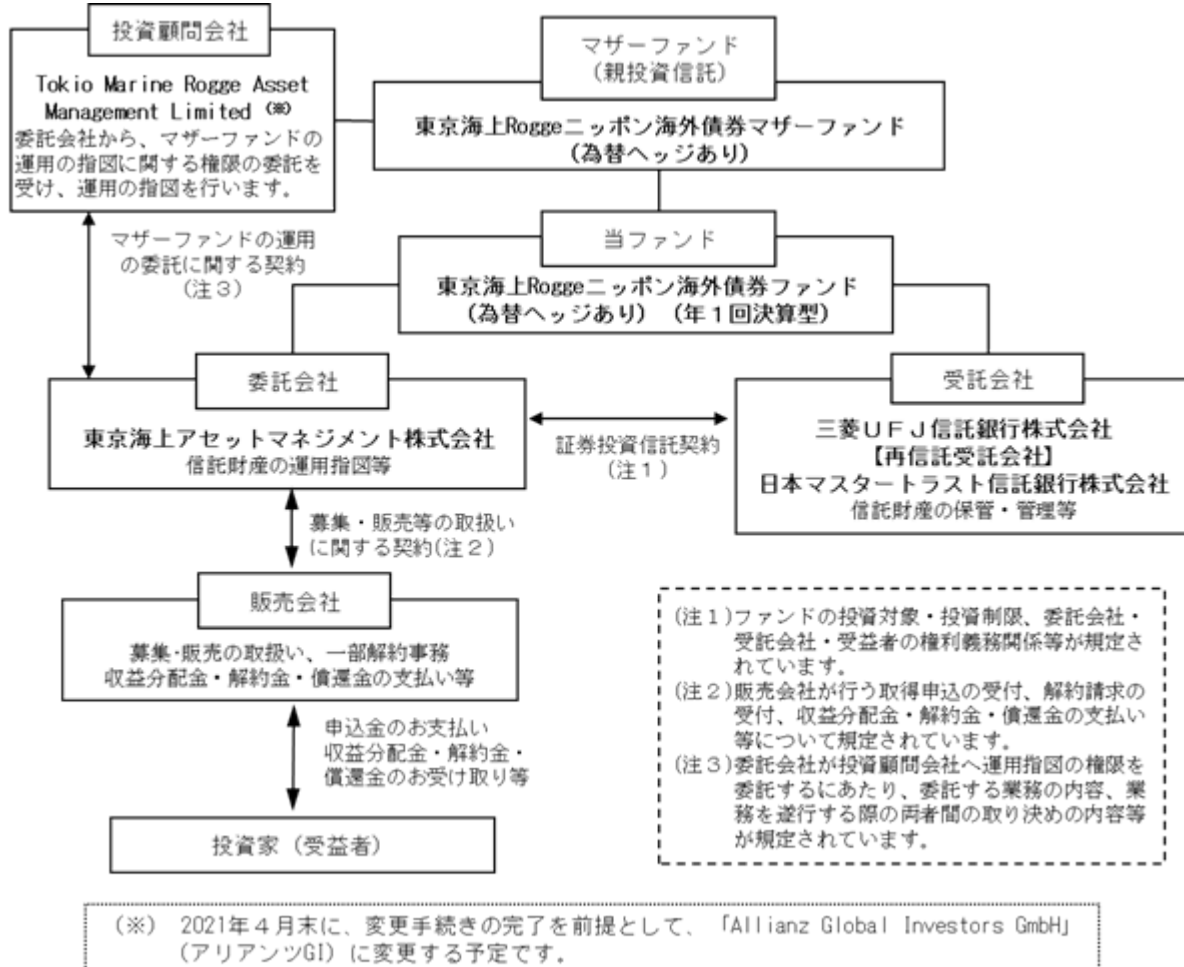 投資顧問会社
Tokio Marine Rogge Asset
Management Limited (※)
委託会社から、マザーファンドの
運用の指図に関する権限の委託を
受け、運用の指図を行います。
マザーファンド
（親投資信託）
東京海上Roggeニッポン海外債券マザーファンド
（為替ヘッジあり）
マザーファンドの運用
の委託に関する契約
（注３）
当ファンド
東京海上Roggeニッポン海外債券ファンド
（為替ヘッジあり）（年１回決算型）
委託会社
東京海上アセットマネジメント株式会社
信託財産の運用指図等
証券投資信託契約
（注１）
受託会社
三菱ＵＦＪ信託銀行株式会社
【再信託受託会社】
日本マスタートラスト信託銀行株式会社
信託財産の保管・管理等
募集・販売等の取扱い
に関する契約(注２)
販売会社
募集･販売の取扱い、一部解約事務
収益分配金・解約金・償還金の支払い等
申込金のお支払い
収益分配金・解約金・
償還金のお受け取り等
投資家（受益者）
(注１)ファンドの投資対象・投資制限、委託会社・
受託会社・受益者の権利義務関係等が規定さ
れています。
(注２)販売会社が行う取得申込の受付、解約請求の
受付、収益分配金・解約金・償還金の支払い
等について規定されています。
(注３)委託会社が投資顧問会社へ運用指図の権限を
委託するにあたり、委託する業務の内容、業
務を遂行する際の両者間の取り決めの内容等
が規定されています。
(※) 2021年４月末に、変更手続きの完了を前提として、「Allianz Global Investors GmbH」
(アリアンツGI) に変更する予定です。